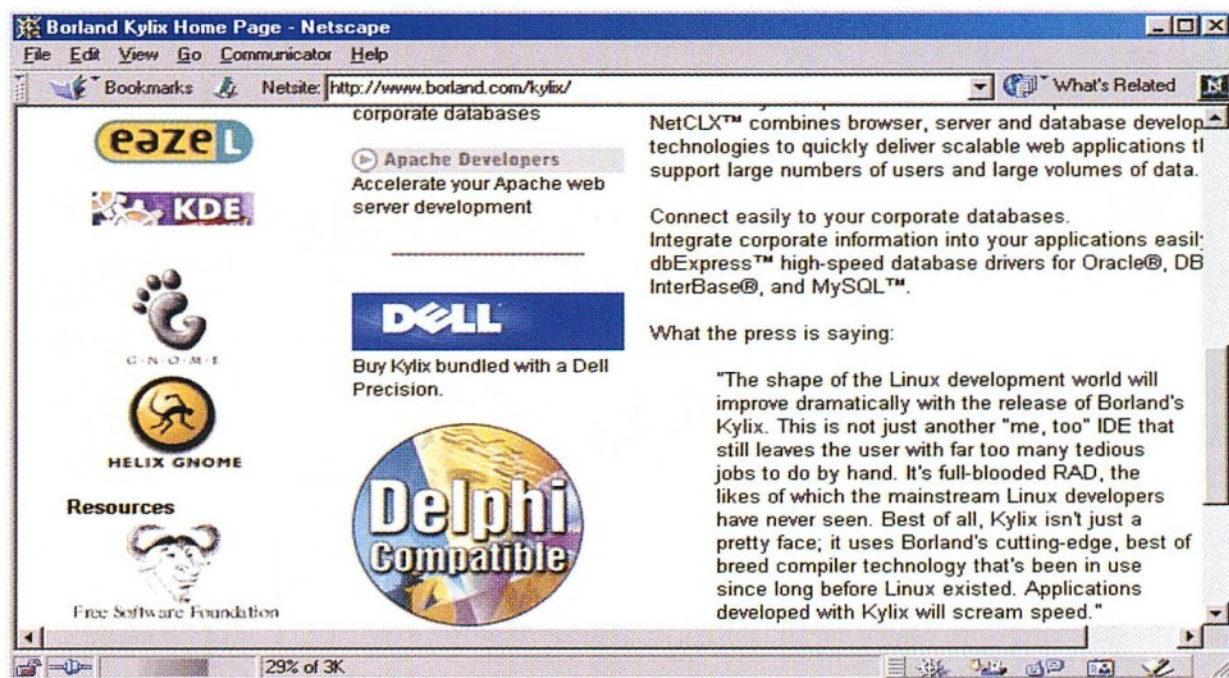 Borland Kylix Home Page - Netscape
File Edit View Go Communicator Help
Bookmarks Netsite: http://www.borland.com/kylix/ What's Related
eazel
KDE
G·N·O·M·E
HELIX GNOME
Resources
Free Software Foundation
corporate databases
Apache Developers
Accelerate your Apache web
server development
DELL
Buy Kylix bundled with a Dell
Precision.
Delphi
Compatible
NetCLX™ combines browser, server and database develop
technologies to quickly deliver scalable web applications tl
support large numbers of users and large volumes of data.
Connect easily to your corporate databases.
Integrate corporate information into your applications easil
dbExpress™ high-speed database drivers for Oracle®, DB
InterBase®, and MySQL™.
What the press is saying:
"The shape of the Linux development world will
improve dramatically with the release of Borland's
Kylix. This is not just another "me, too" IDE that
still leaves the user with far too many tedious
jobs to do by hand. It's full-blooded RAD, the
likes of which the mainstream Linux developers
have never seen. Best of all, Kylix isn't just a
pretty face; it uses Borland's cutting-edge, best of
breed compiler technology that's been in use
since long before Linux existed. Applications
developed with Kylix will scream speed."
29% of 3K